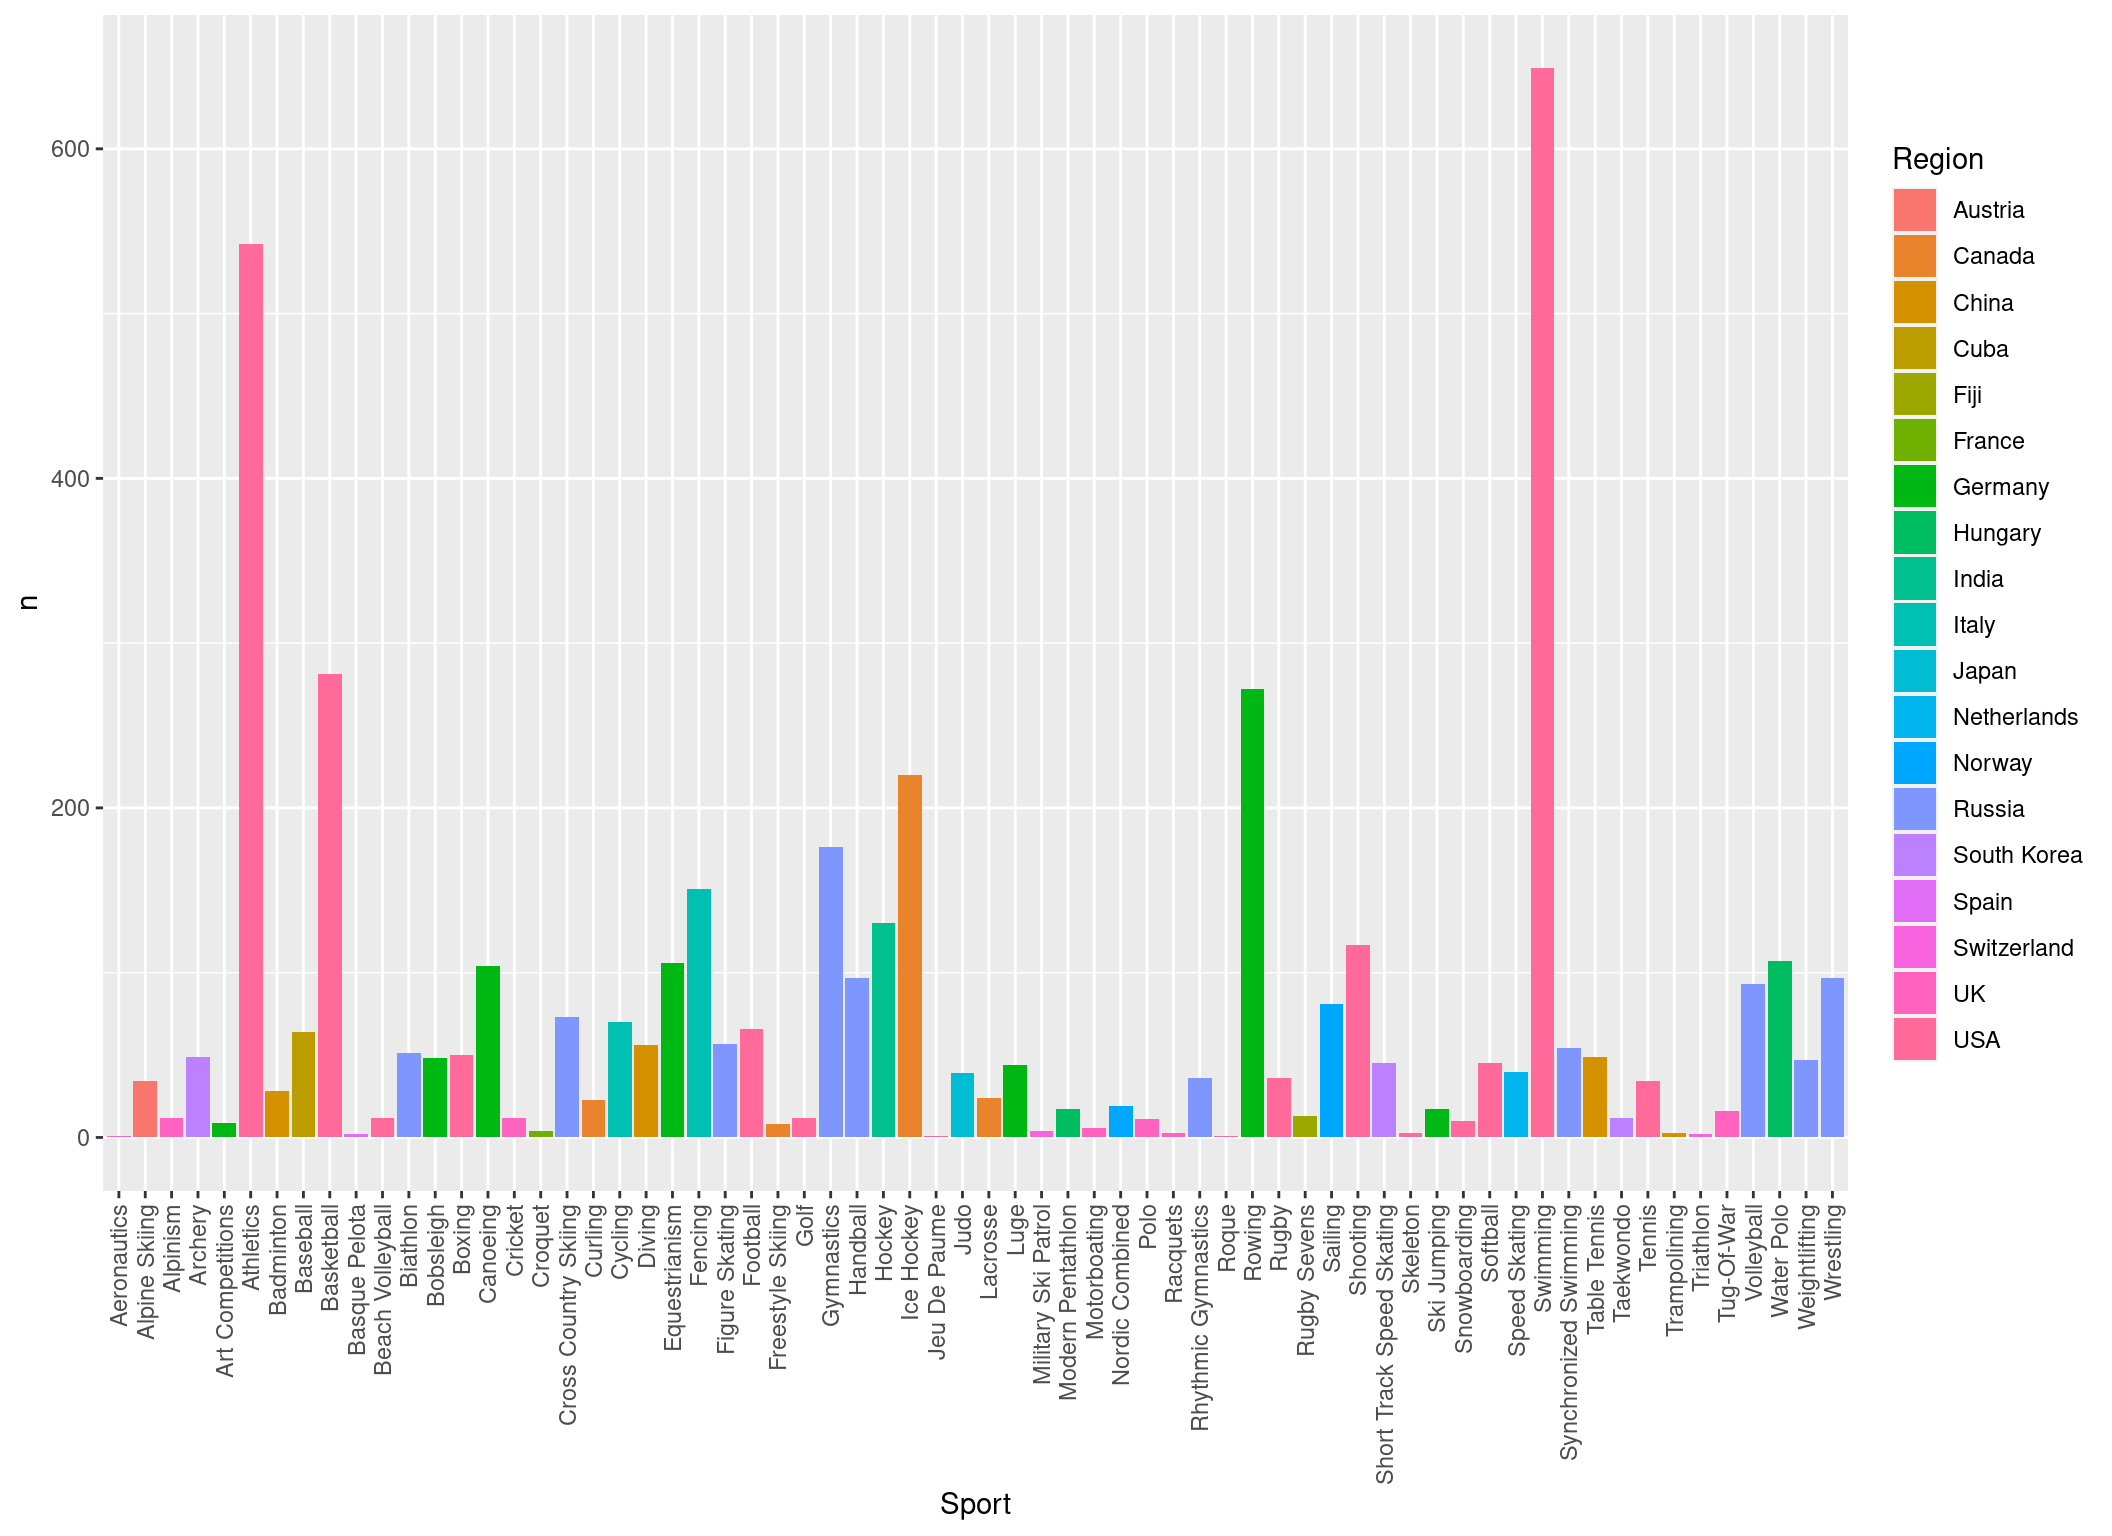 600
400
200
0
n
Aeronautics
Alpine Skiing
Alpinism
Archery
Art Competitions
Athletics
Badminton
Baseball
Basketball
Basque Pelota
Beach Volleyball
Biathlon
Bobsleigh
Boxing
Canoeing
Cricket
Croquet
Cross Country Skiing
Curling
Cycling
Diving
Equestrianism
Fencing
Figure Skating
Football
Freestyle Skiing
Golf
Gymnastics
Handball
Hockey
Ice Hockey
Jeu De Paume
Judo
Lacrosse
Luge
Military Ski Patrol
Modern Pentathlon
Motorboating
Nordic Combined
Polo
Racquets
Rhythmic Gymnastics
Roque
Rowing
Rugby
Rugby Sevens
Sailing
Shooting
Short Track Speed Skating
Skeleton
Ski Jumping
Snowboarding
Softball
Speed Skating
Swimming
Synchronized Swimming
Table Tennis
Taekwondo
Tennis
Trampolining
Triathlon
Tug-Of-War
Volleyball
Water Polo
Weightlifting
Wrestling
Sport
Region
Austria
Canada
China
Cuba
Fiji
France
Germany
Hungary
India
Italy
Japan
Netherlands
Norway
Russia
South Korea
Spain
Switzerland
UK
USA